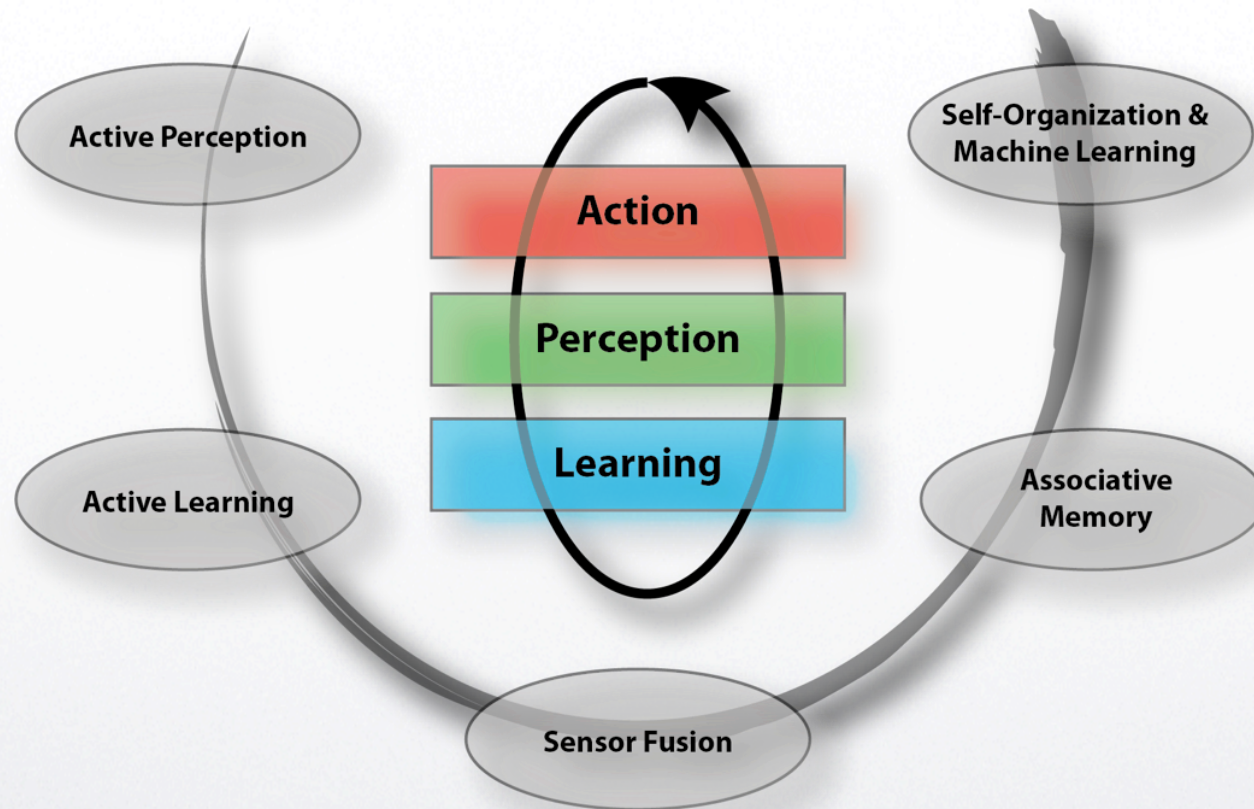 Active Perception
Self-Organization &
Machine Learning
Action
Perception
Learning
Active Learning
Associative
Memory
Sensor Fusion